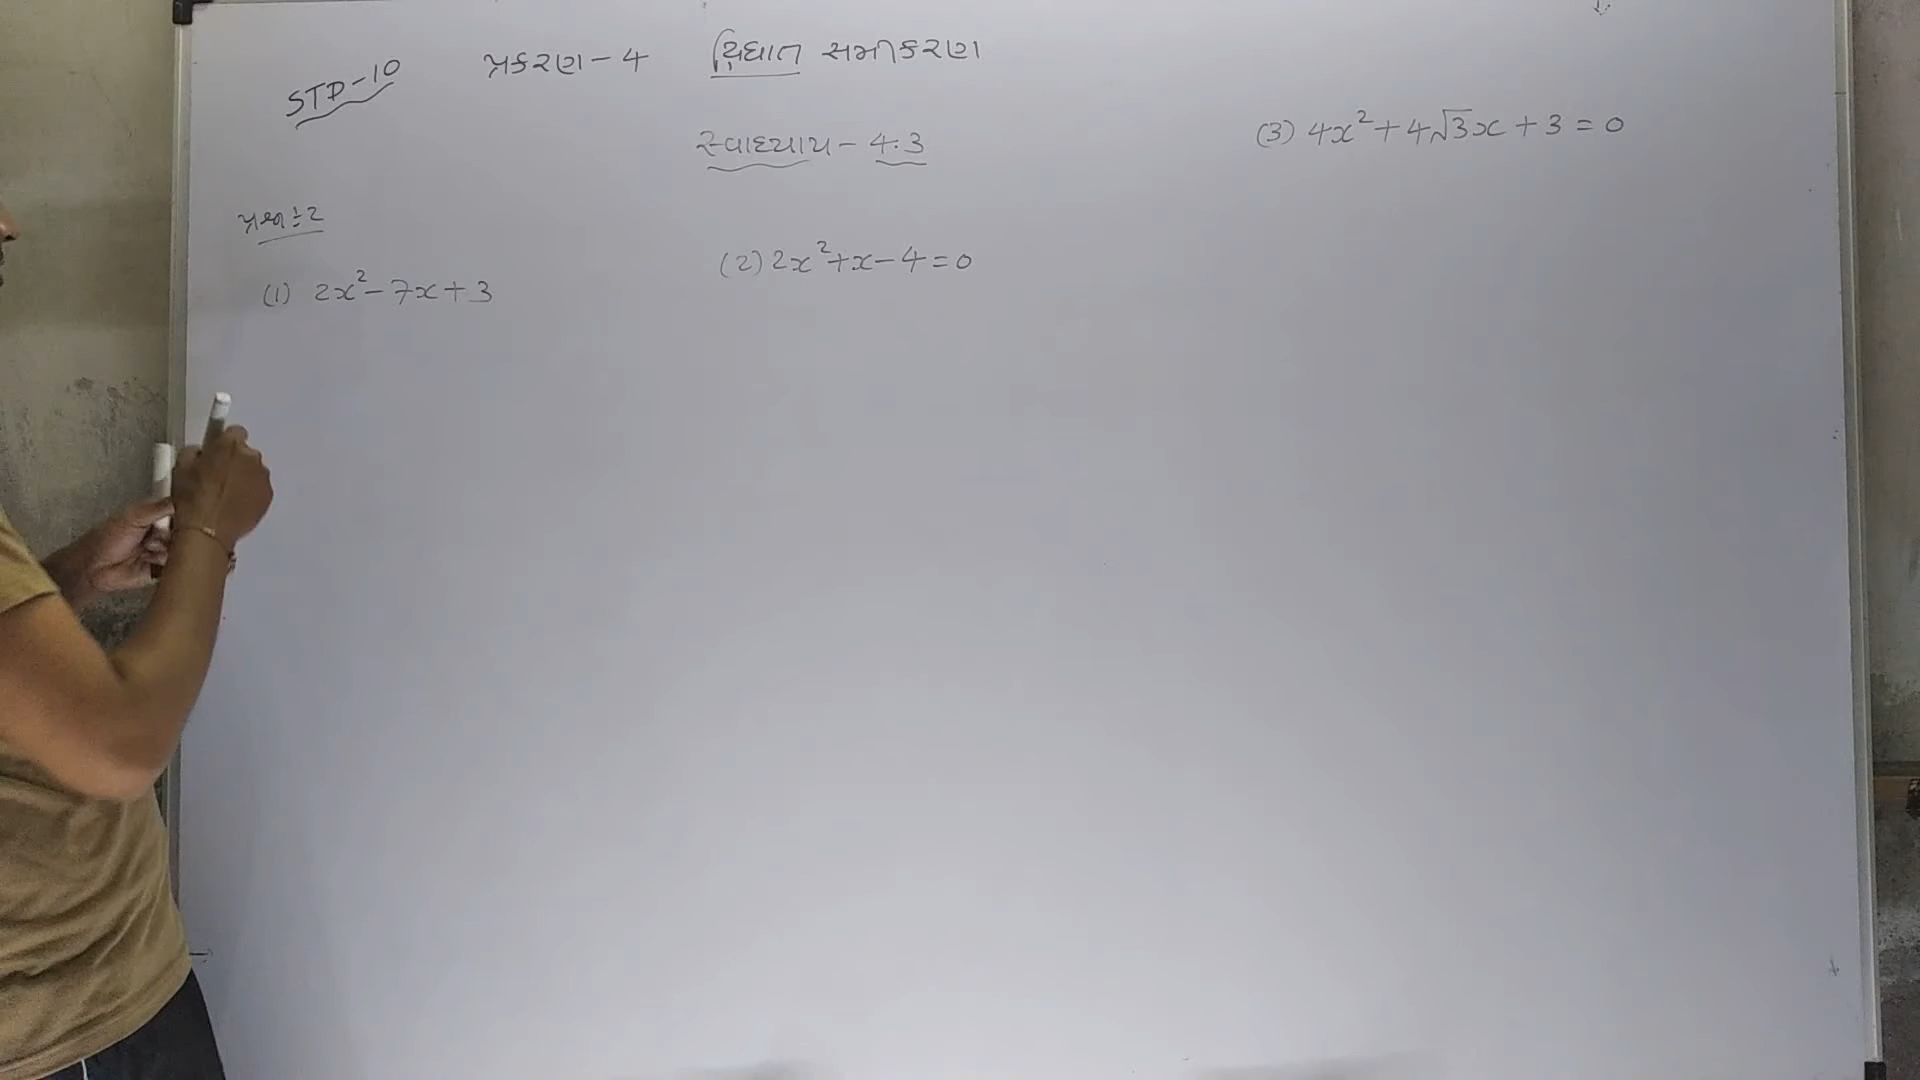 STD-10 પ્રકરણ-4 દ્વિઘાત સમીકરણ
સ્વાધ્યાય-4.3
પ્રશ્ન:2
(1) 2x²-7x+3
(2) 2x²+x-4=0
(3) 4x²+4√3x+3=0